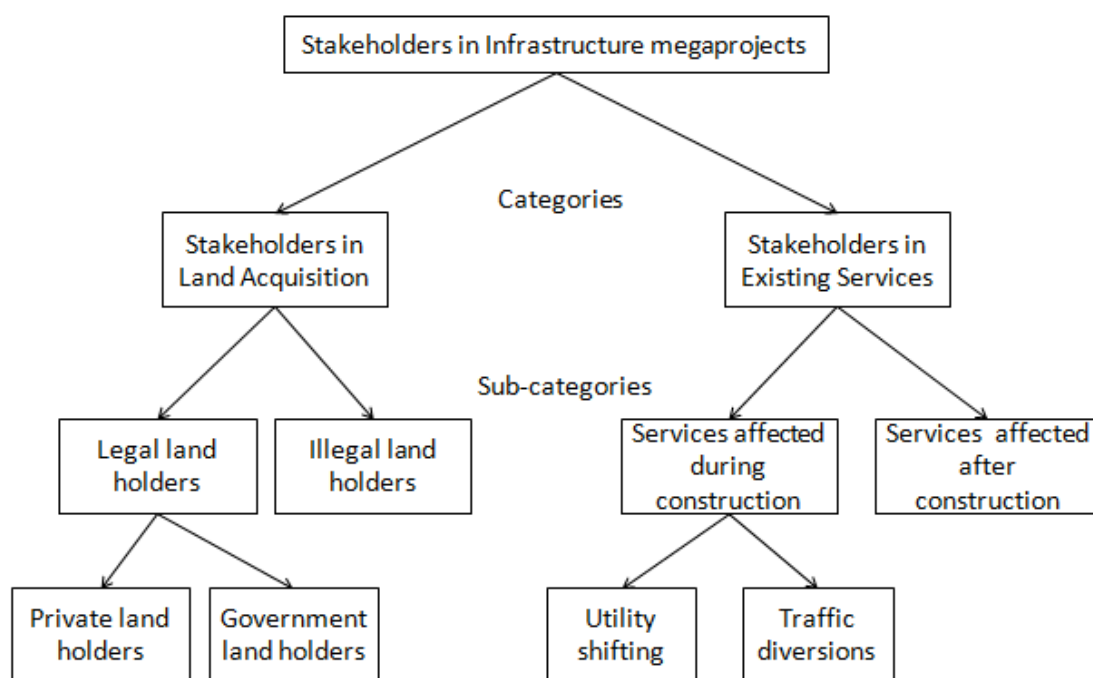 Stakeholders in Infrastructure megaprojects
Categories
Stakeholders in
Land Acquisition
Stakeholders in
Existing Services
Sub-categories
Legal land
holders
Illegal land
holders
Services affected
during
construction
Services affected
after
construction
Private land
holders
Government
land holders
Utility
shifting
Traffic
diversions